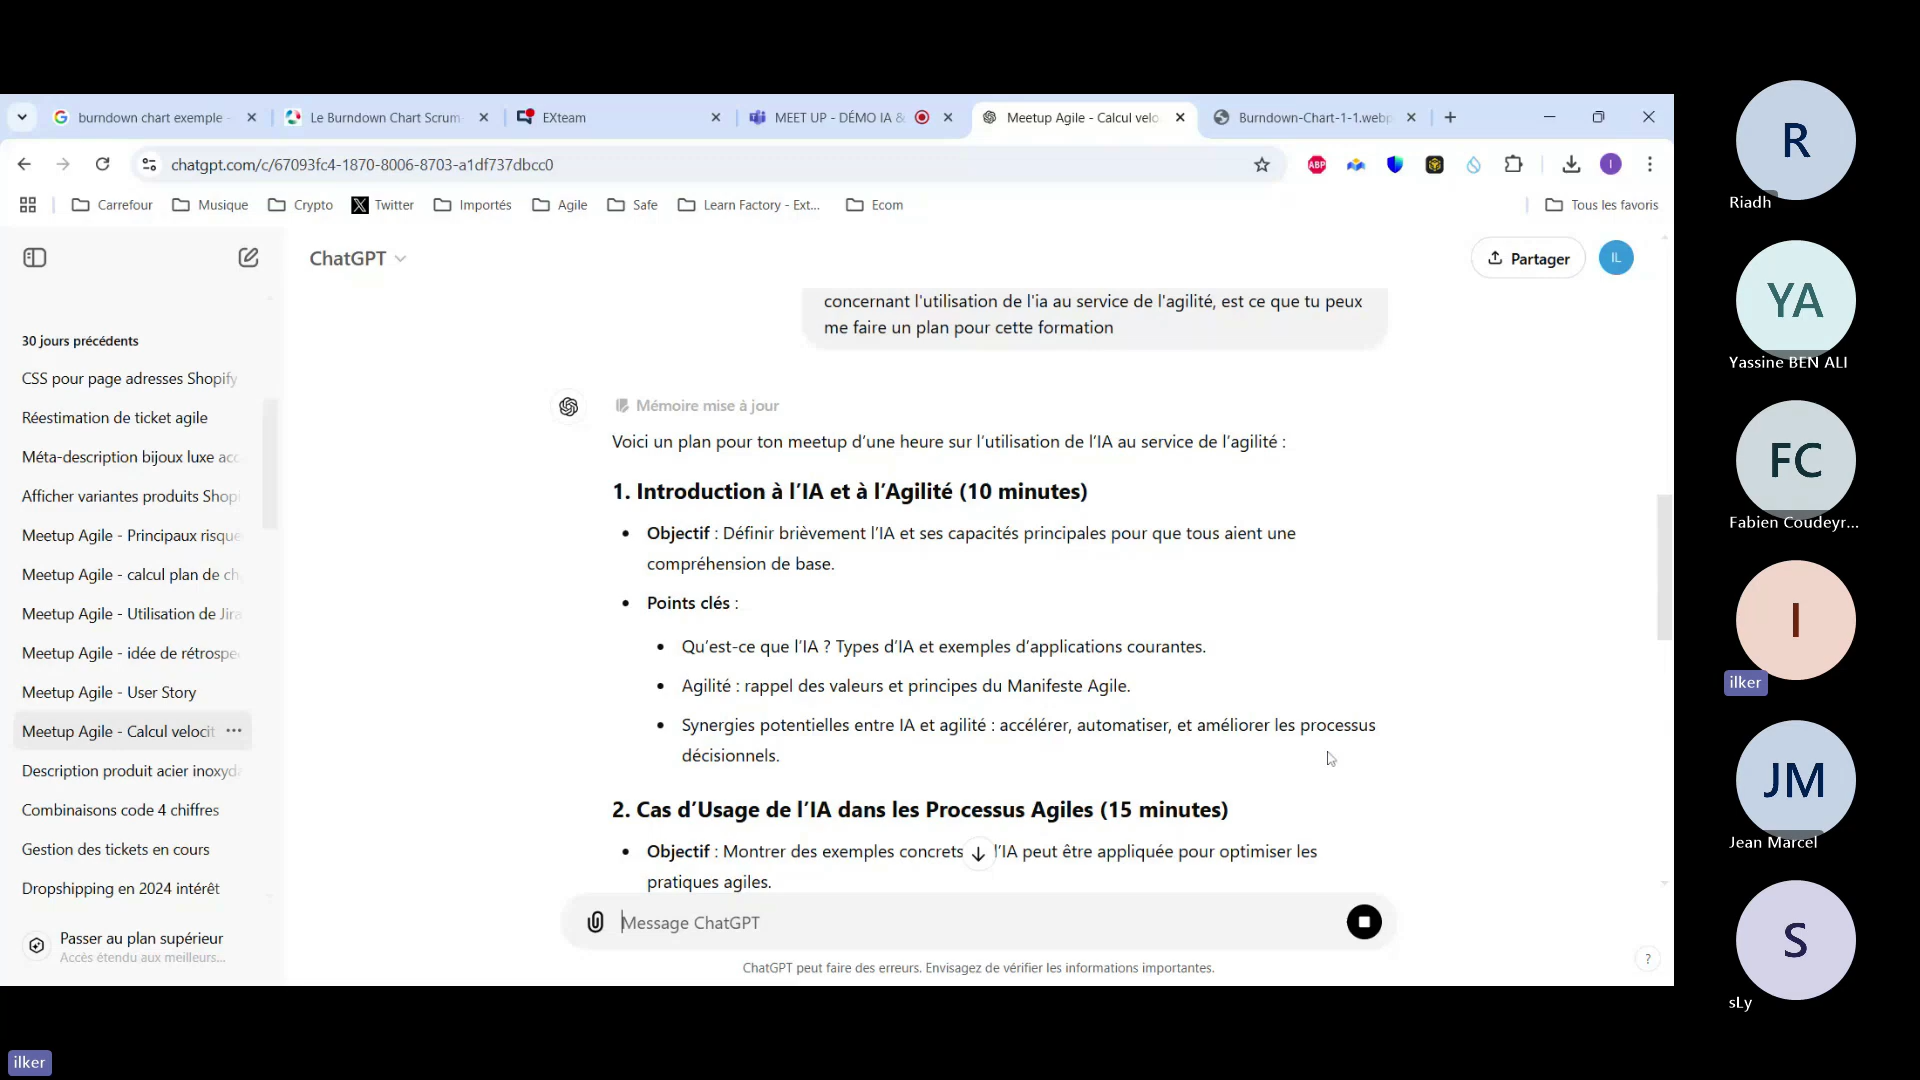 burndown chart exemple -
Le Burndown Chart Scrum
EXteam
MEET UP - DÉMO IA &
Meetup Agile - Calcul velo
Burndown-Chart-1-1.webp
chatgpt.com/c/67093fc4-1870-8006-8703-a1df737dbcc0
ABP
I
Carrefour
Musique
Crypto
Twitter
Importés
Agile
Safe
Learn Factory - Ext...
Ecom
Tous les favoris
ChatGPT
Partager
IL
30 jours précédents
CSS pour page adresses Shopify
Réestimation de ticket agile
Méta-description bijoux luxe acc
Afficher variantes produits Shopi
Meetup Agile - Principaux risque
Meetup Agile - calcul plan de ch
Meetup Agile - Utilisation de Jira
Meetup Agile - idée de rétrospe
Meetup Agile - User Story
Meetup Agile - Calcul velocit
Description produit acier inoxyda
Combinaisons code 4 chiffres
Gestion des tickets en cours
Dropshipping en 2024 intérêt
Passer au plan supérieur
Accès étendu aux meilleurs...
concernant l'utilisation de l'ia au service de l'agilité, est ce que tu peux
me faire un plan pour cette formation
Mémoire mise à jour
Voici un plan pour ton meetup d’une heure sur l’utilisation de l’IA au service de l’agilité :
1. Introduction à l’IA et à l’Agilité (10 minutes)
• Objectif : Définir brièvement l’IA et ses capacités principales pour que tous aient une
compréhension de base.
• Points clés :
• Qu’est-ce que l’IA ? Types d’IA et exemples d’applications courantes.
• Agilité : rappel des valeurs et principes du Manifeste Agile.
• Synergies potentielles entre IA et agilité : accélérer, automatiser, et améliorer les processus
décisionnels.
2. Cas d’Usage de l’IA dans les Processus Agiles (15 minutes)
• Objectif : Montrer des exemples concrets l’IA peut être appliquée pour optimiser les
pratiques agiles.
Message ChatGPT
ChatGPT peut faire des erreurs. Envisagez de vérifier les informations importantes.
?
R
Riadh
YA
Yassine BEN ALI
FC
Fabien Coudeyr...
I
ilker
JM
Jean Marcel
S
sLy
ilker